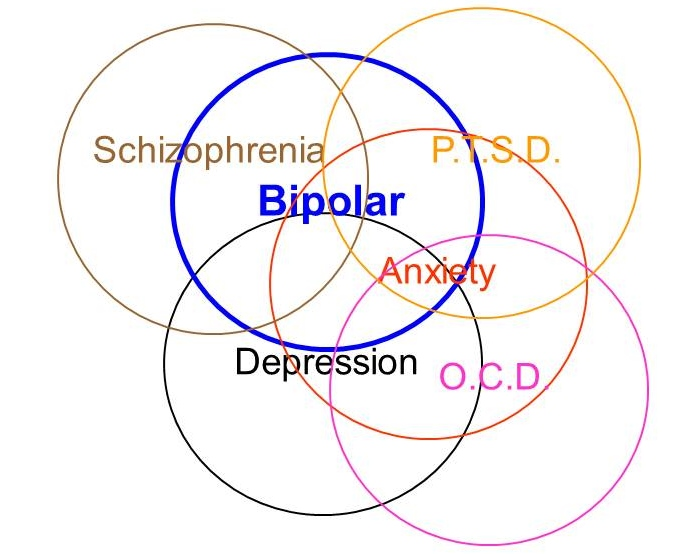 Schizophrenia
P.T.S.D.
Bipolar
Anxiety
Depression
O.C.D.